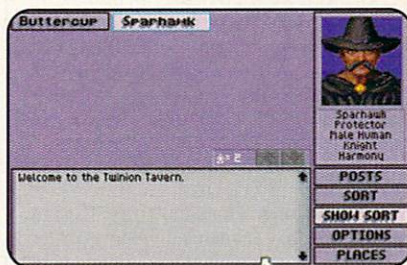 Buttercup
Sparhawk
Sparhawk
Protector
Male Human
Knight
Harmony
Welcome to the Twinion Tavern.
POSTS
SORT
SHOW SORT
OPTIONS
PLACES